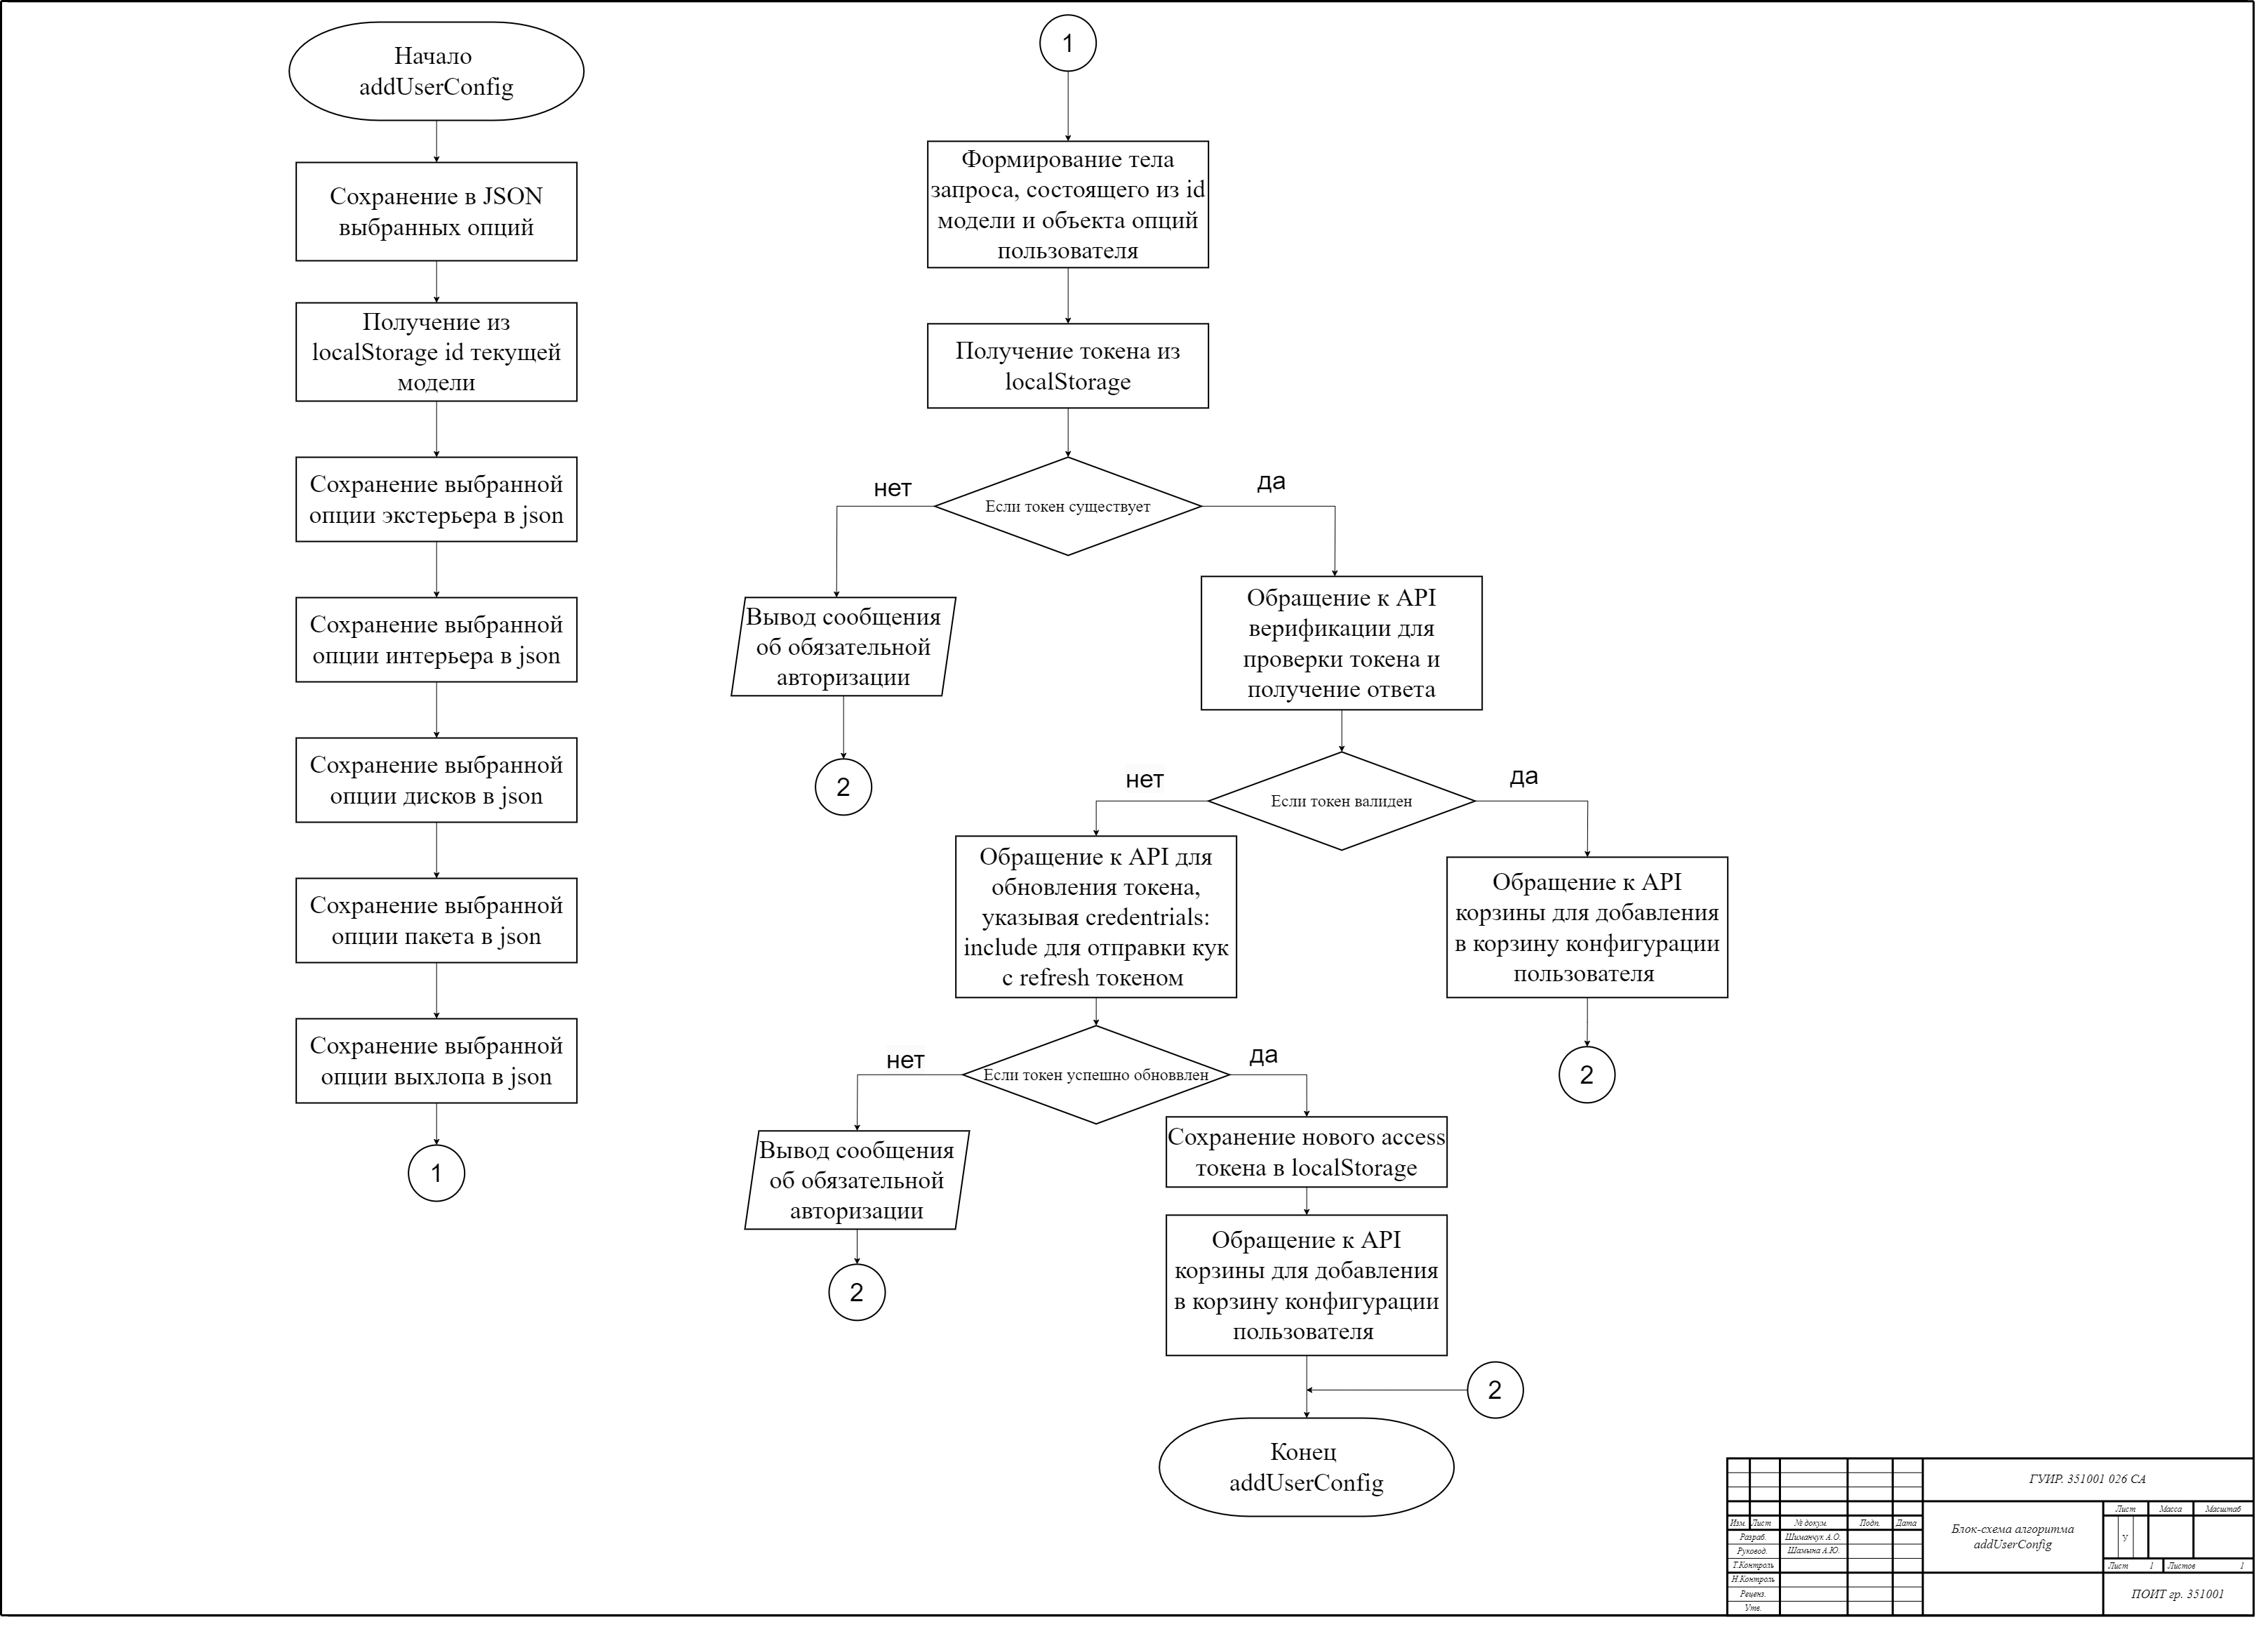 Начало
addUserConfig
Сохранение в JSON
выбранных опций
Получение из
localStorage id текущей
модели
Сохранение выбранной
опции экстерьера в json
Сохранение выбранной
опции интерьера в json
Сохранение выбранной
опции дисков в json
Сохранение выбранной
опции пакета в json
Сохранение выбранной
опции выхлопа в json
1
1
Формирование тела
запроса, состоящего из id
модели и объекта опций
пользователя
Получение токена из
localStorage
Если токен существует
нет
да
Вывод сообщения
об обязательной
авторизации
2
Обращение к API
верификации для
проверки токена и
получение ответа
Если токен валиден
нет
да
Обращение к API для
обновления токена,
указывая credentrials:
include для отправки кук
с refresh токеном
Обращение к API
корзины для добавления
в корзину конфигурации
пользователя
2
Если токен успешно обноввлен
нет
да
Вывод сообщения
об обязательной
авторизации
2
Сохранение нового access
токена в localStorage
Обращение к API
корзины для добавления
в корзину конфигурации
пользователя
2
Конец
addUserConfig
ГУИР. 351001 026 СА
Изм. Лист № докум. Подп. Дата
Разраб. Шиманчук А.О.
Руковод. Шамына А.Ю.
Т.Контроль
Н.Контроль
Реценз.
Утв.
Блок-схема алгоритма
addUserConfig
Лист Масса Масштаб
У
Лист 1 Листов 1
ПОИТ гр. 351001